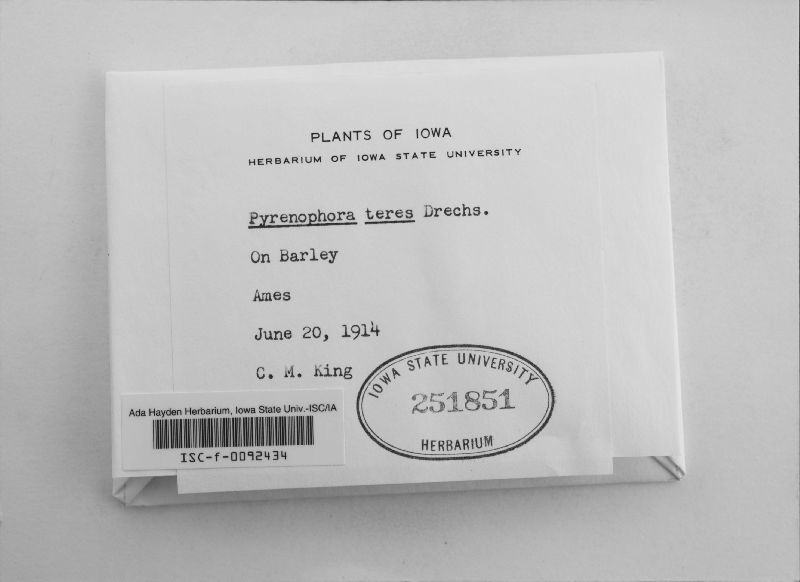 PLANTS OF IOWA
HERBARIUM OF IOWA STATE UNIVERSITY
Pyrenophora teres Drechs.
On Barley
Ames
June 20, 1914
C. M. King
IOWA STATE UNIVERSITY
251851
HERBARIUM
Ada Hayden Herbarium, Iowa State Univ.-ISC/IA
ISC-f-0092434